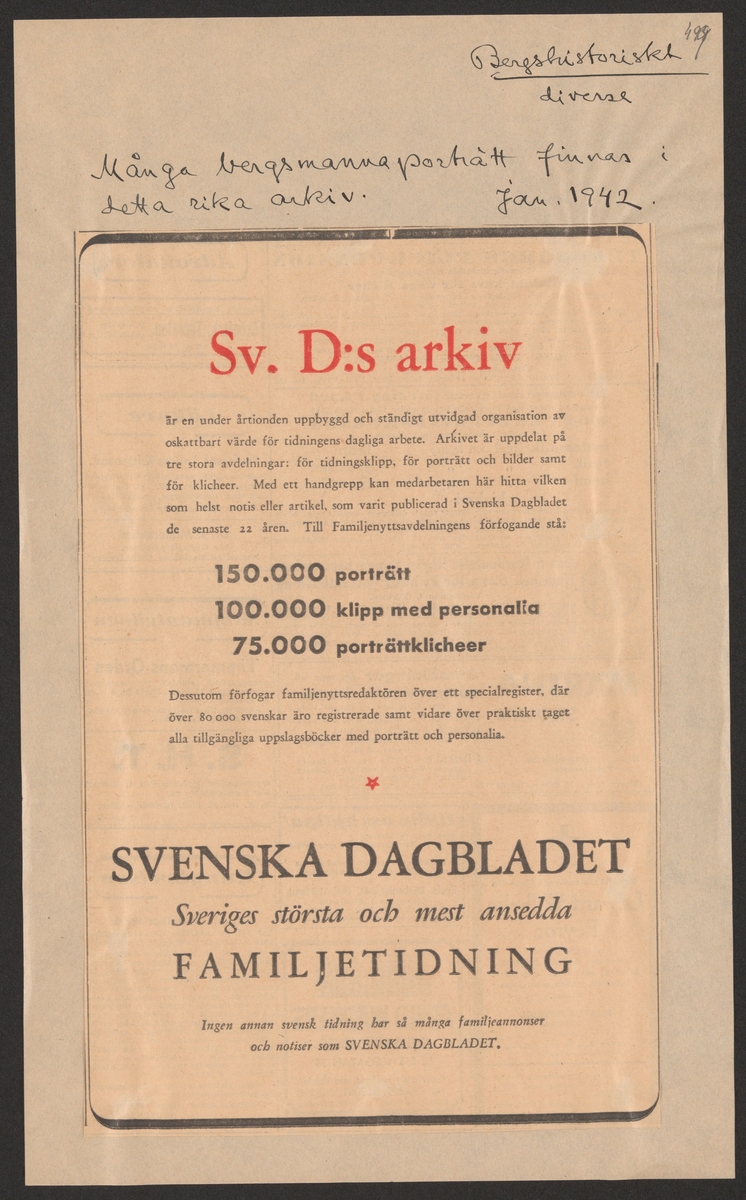 499
Bergshistoriskt
diverse
Många bergsmannaporträtt finnas i
detta rika arkiv. Jan. 1942.
Sv. D:s arkiv
är en under årtionden uppbyggd och ständigt utvidgad organisation av
oskattbart värde för tidningens dagliga arbete. Arkivet är uppdelat på
tre stora avdelningar: för tidningsklipp, för porträtt och bilder samt
för klicheer. Med ett handgrepp kan medarbetaren här hitta vilken
som helst notis eller artikel, som varit publicerad i Svenska Dagbladet
de senaste 22 åren. Till Familjenyttsavdelningens förfogande stå:
150.000 porträtt
100.000 klipp med personalia
75.000 porträttklicheer
Dessutom förfogar familjenyttsredaktören över ett specialregister, där
över 80 000 svenskar äro registrerade samt vidare över praktiskt taget
alla tillgängliga uppslagsböcker med porträtt och personalia.
SVENSKA DAGBLADET
Sveriges största och mest ansedda
FAMILJETIDNING
Ingen annan svensk tidning har så många familjeannonser
och notiser som SVENSKA DAGBLADET.